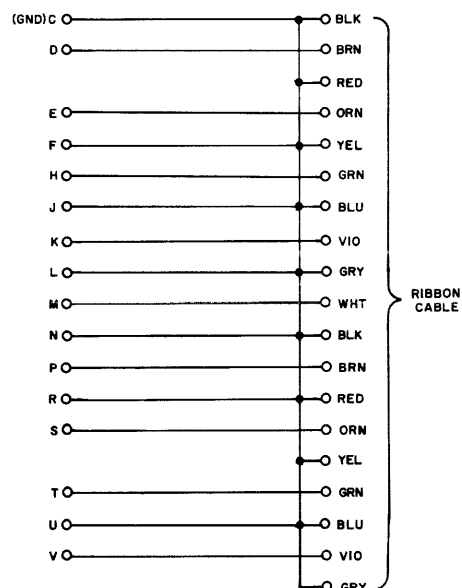 (GND)C BLK
D BRN
RED
E ORN
F YEL
H GRN
J BLU
K VIO
L GRY
M WHT
RIBBON
CABLE
N BLK
P BRN
R RED
S ORN
YEL
T GRN
U BLU
V VIO
GRY